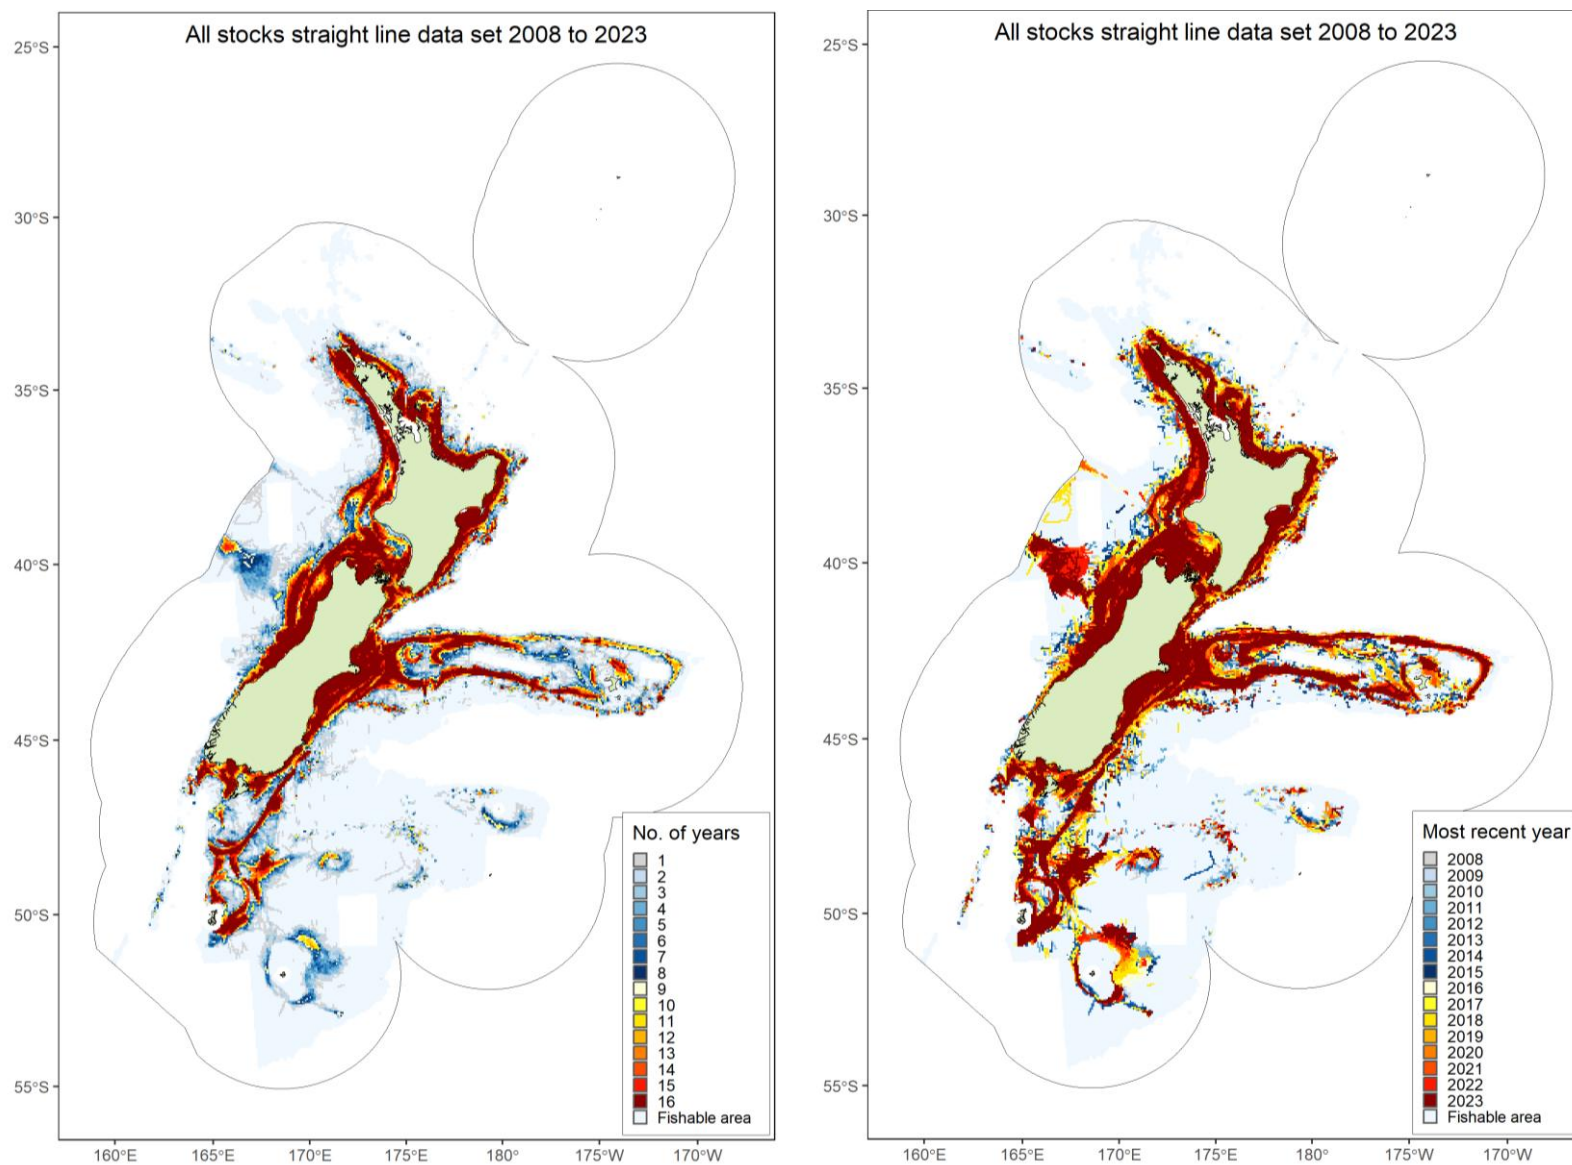 All stocks straight line data set 2008 to 2023
25°S
30°S
35°S
40°S
45°S
50°S
55°S
160°E
165°E
170°E
175°E
180°E
175°W
170°W
No. of years
1
2
3
4
5
6
7
8
9
10
11
12
13
14
15
16
Fishable area
All stocks straight line data set 2008 to 2023
25°S
30°S
35°S
40°S
45°S
50°S
55°S
160°E
165°E
170°E
175°E
180°E
175°W
170°W
Most recent year
2008
2009
2010
2011
2012
2013
2014
2015
2016
2017
2018
2019
2020
2021
2022
2023
Fishable area